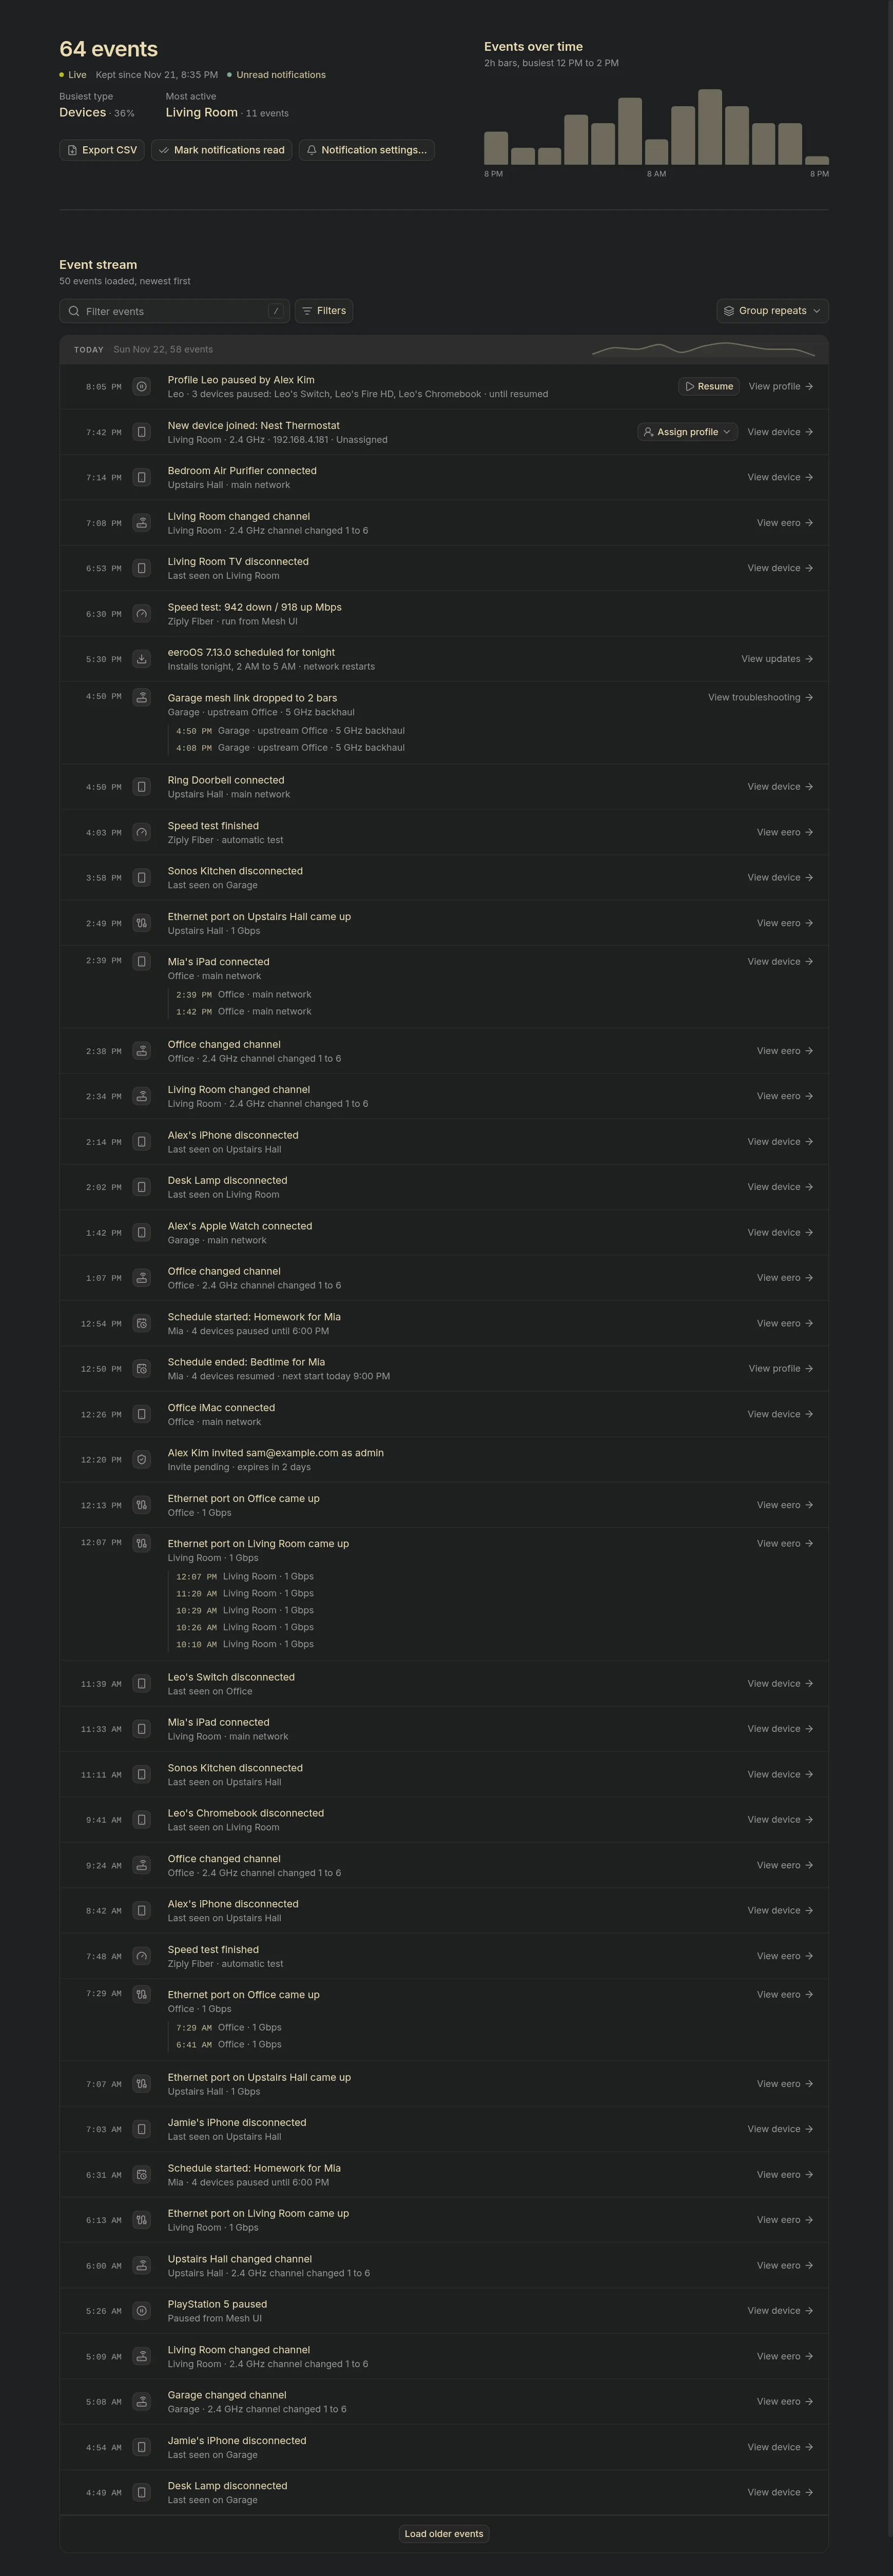 64 events
Live Kept since Nov 21, 8:35 PM Unread notifications
Busiest type
Devices · 36%
Most active
Living Room · 11 events
Export CSV
Mark notifications read
Notification settings...
Events over time
2h bars, busiest 12 PM to 2 PM
8 PM 8 AM 8 PM
Event stream
50 events loaded, newest first
Filter events /
Filters
Group repeats
TODAY Sun Nov 22, 58 events
8:05 PM Profile Leo paused by Alex Kim Resume View profile →
Leo · 3 devices paused: Leo's Switch, Leo's Fire HD, Leo's Chromebook · until resumed
7:42 PM New device joined: Nest Thermostat Assign profile View device →
Living Room · 2.4 GHz · 192.168.4.181 · Unassigned
7:14 PM Bedroom Air Purifier connected View device →
Upstairs Hall · main network
7:08 PM Living Room changed channel View eero →
Living Room · 2.4 GHz channel changed 1 to 6
6:53 PM Living Room TV disconnected View device →
Last seen on Living Room
6:30 PM Speed test: 942 down / 918 up Mbps
Ziply Fiber · run from Mesh UI
5:30 PM eeroOS 7.13.0 scheduled for tonight View updates →
Installs tonight, 2 AM to 5 AM · network restarts
4:50 PM Garage mesh link dropped to 2 bars View troubleshooting →
Garage · upstream Office · 5 GHz backhaul
4:50 PM Garage · upstream Office · 5 GHz backhaul
4:08 PM Garage · upstream Office · 5 GHz backhaul
4:50 PM Ring Doorbell connected View device →
Upstairs Hall · main network
4:03 PM Speed test finished View eero →
Ziply Fiber · automatic test
3:58 PM Sonos Kitchen disconnected View device →
Last seen on Garage
2:49 PM Ethernet port on Upstairs Hall came up View eero →
Upstairs Hall · 1 Gbps
2:39 PM Mia's iPad connected View device →
Office · main network
2:39 PM Office · main network
1:42 PM Office · main network
2:38 PM Office changed channel View eero →
Office · 2.4 GHz channel changed 1 to 6
2:34 PM Living Room changed channel View eero →
Living Room · 2.4 GHz channel changed 1 to 6
2:14 PM Alex's iPhone disconnected View device →
Last seen on Upstairs Hall
2:02 PM Desk Lamp disconnected View device →
Last seen on Living Room
1:42 PM Alex's Apple Watch connected View device →
Garage · main network
1:07 PM Office changed channel View eero →
Office · 2.4 GHz channel changed 1 to 6
12:54 PM Schedule started: Homework for Mia View eero →
Mia · 4 devices paused until 6:00 PM
12:50 PM Schedule ended: Bedtime for Mia View profile →
Mia · 4 devices resumed · next start today 9:00 PM
12:26 PM Office iMac connected View device →
Office · main network
12:20 PM Alex Kim invited sam@example.com as admin
Invite pending · expires in 2 days
12:13 PM Ethernet port on Office came up View eero →
Office · 1 Gbps
12:07 PM Ethernet port on Living Room came up View eero →
Living Room · 1 Gbps
12:07 PM Living Room · 1 Gbps
11:20 AM Living Room · 1 Gbps
10:29 AM Living Room · 1 Gbps
10:26 AM Living Room · 1 Gbps
10:10 AM Living Room · 1 Gbps
11:39 AM Leo's Switch disconnected View device →
Last seen on Office
11:33 AM Mia's iPad connected View device →
Living Room · main network
11:11 AM Sonos Kitchen disconnected View device →
Last seen on Upstairs Hall
9:41 AM Leo's Chromebook disconnected View device →
Last seen on Living Room
9:24 AM Office changed channel View eero →
Office · 2.4 GHz channel changed 1 to 6
8:42 AM Alex's iPhone disconnected View device →
Last seen on Upstairs Hall
7:48 AM Speed test finished View eero →
Ziply Fiber · automatic test
7:29 AM Ethernet port on Office came up View eero →
Office · 1 Gbps
7:29 AM Office · 1 Gbps
6:41 AM Office · 1 Gbps
7:07 AM Ethernet port on Upstairs Hall came up View eero →
Upstairs Hall · 1 Gbps
7:03 AM Jamie's iPhone disconnected View device →
Last seen on Upstairs Hall
6:31 AM Schedule started: Homework for Mia View eero →
Mia · 4 devices paused until 6:00 PM
6:13 AM Ethernet port on Living Room came up View eero →
Living Room · 1 Gbps
6:00 AM Upstairs Hall changed channel View eero →
Upstairs Hall · 2.4 GHz channel changed 1 to 6
5:26 AM PlayStation 5 paused View device →
Paused from Mesh UI
5:09 AM Living Room changed channel View eero →
Living Room · 2.4 GHz channel changed 1 to 6
5:08 AM Garage changed channel View eero →
Garage · 2.4 GHz channel changed 1 to 6
4:54 AM Jamie's iPhone disconnected View device →
Last seen on Garage
4:49 AM Desk Lamp disconnected View device →
Last seen on Garage
Load older events